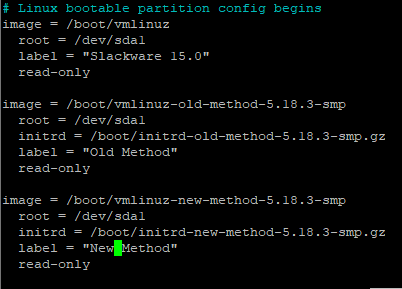 # Linux bootable partition config begins
image = /boot/vmlinuz
root = /dev/sda1
label = "Slackware 15.0"
read-only
image = /boot/vmlinuz-old-method-5.18.3-smp
root = /dev/sda1
initrd = /boot/initrd-old-method-5.18.3-smp.gz
label = "Old Method"
read-only
image = /boot/vmlinuz-new-method-5.18.3-smp
root = /dev/sda1
initrd = /boot/initrd-new-method-5.18.3-smp.gz
label = "New Method"
read-only